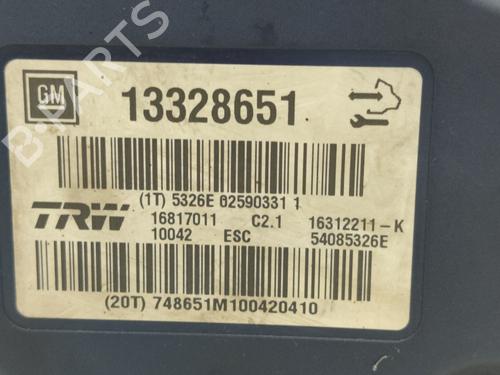 GM 13328651
(1T) 5326E 02590331 1
TRW 16817011 C2.1 16312211-K
10042 ESC 54085326E
(20T) 748651M100420410
B-PARTS